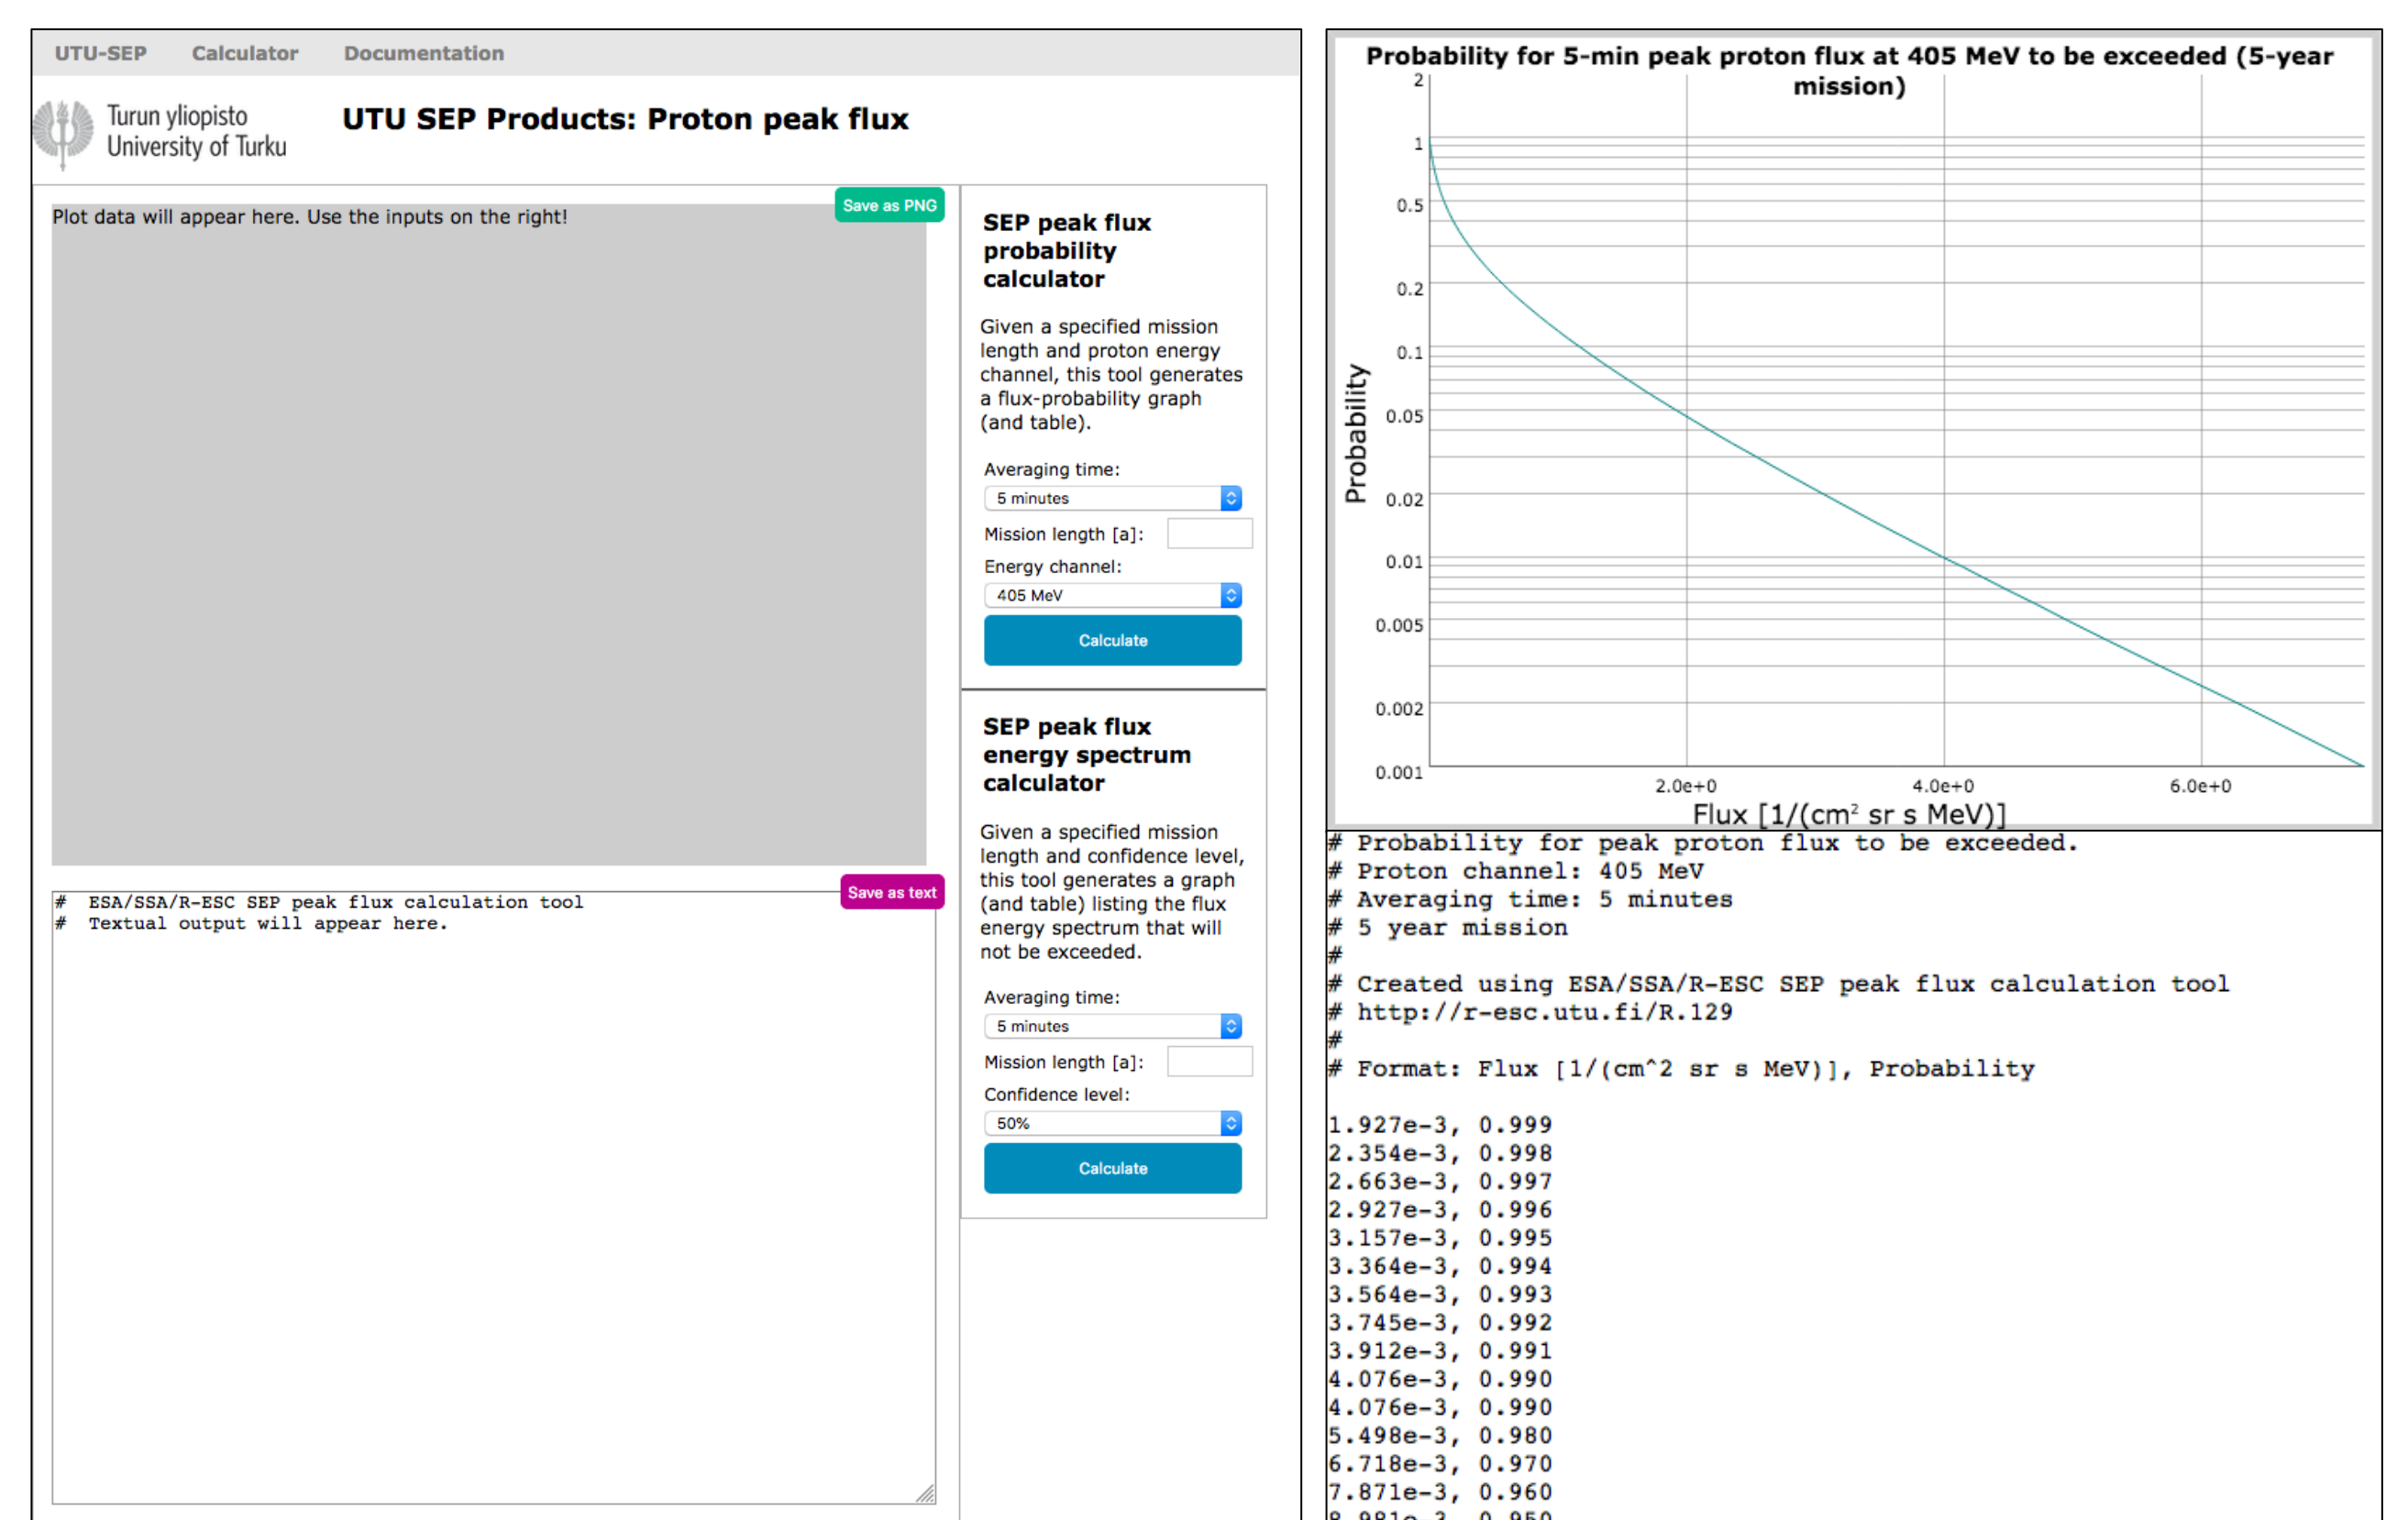 UTU-SEP Calculator Documentation
Turun yliopisto
University of Turku
UTU SEP Products: Proton peak flux
Save as PNG
Plot data will appear here. Use the inputs on the right!
Save as text
# ESA/SSA/R-ESC SEP peak flux calculation tool
# Textual output will appear here.
SEP peak flux
probability
calculator
Given a specified mission
length and proton energy
channel, this tool generates
a flux-probability graph
(and table).
Averaging time:
5 minutes
Mission length [a]:
Energy channel:
405 MeV
Calculate
SEP peak flux
energy spectrum
calculator
Given a specified mission
length and confidence level,
this tool generates a graph
(and table) listing the flux
energy spectrum that will
not be exceeded.
Averaging time:
5 minutes
Mission length [a]:
Confidence level:
50%
Calculate
Probability for 5-min peak proton flux at 405 MeV to be exceeded (5-year
mission)
2
1
0.5
0.2
0.1
0.05
0.02
0.01
0.005
0.002
0.001
Probability
2.0e+0 4.0e+0 6.0e+0
Flux [1/(cm² sr s MeV)]
# Probability for peak proton flux to be exceeded.
# Proton channel: 405 MeV
# Averaging time: 5 minutes
# 5 year mission
#
# Created using ESA/SSA/R-ESC SEP peak flux calculation tool
# http://r-esc.utu.fi/R.129
#
# Format: Flux [1/(cm^2 sr s MeV)], Probability
1.927e-3, 0.999
2.354e-3, 0.998
2.663e-3, 0.997
2.927e-3, 0.996
3.157e-3, 0.995
3.364e-3, 0.994
3.564e-3, 0.993
3.745e-3, 0.992
3.912e-3, 0.991
4.076e-3, 0.990
4.076e-3, 0.990
5.498e-3, 0.980
6.718e-3, 0.970
7.871e-3, 0.960